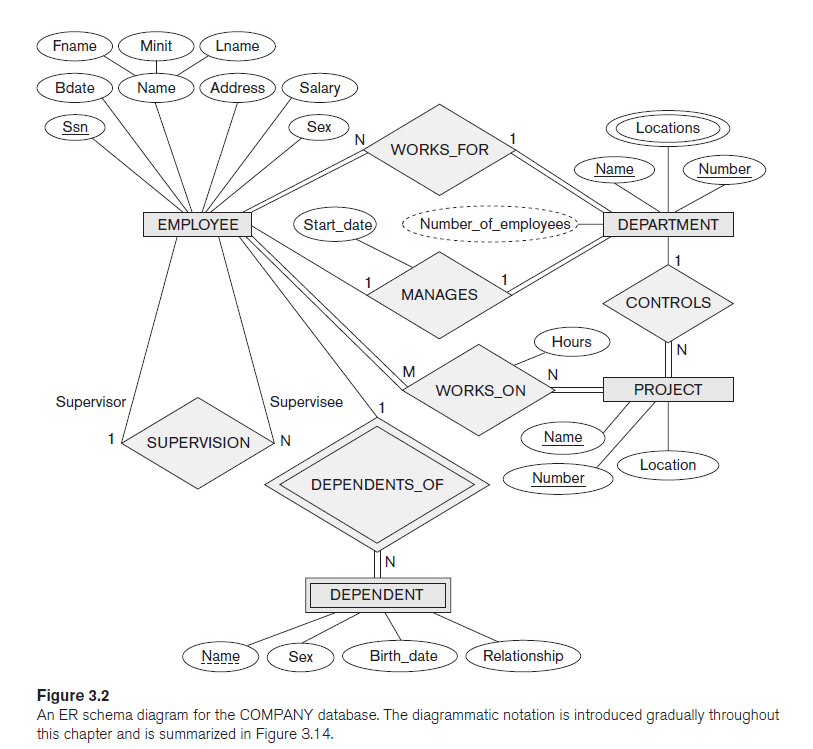 Fname Minit Lname
Bdate Name Address Salary
Ssn Sex
Locations
Name Number
N WORKS_FOR 1
EMPLOYEE Start_date Number_of_employees DEPARTMENT
1 MANAGES 1
1
CONTROLS
N
Hours
M WORKS_ON N PROJECT
Supervisor Supervisee
1 SUPERVISION N
1
Name
Number
Location
DEPENDENTS_OF
N
DEPENDENT
Name Sex Birth_date Relationship
Figure 3.2
An ER schema diagram for the COMPANY database. The diagrammatic notation is introduced gradually throughout
this chapter and is summarized in Figure 3.14.